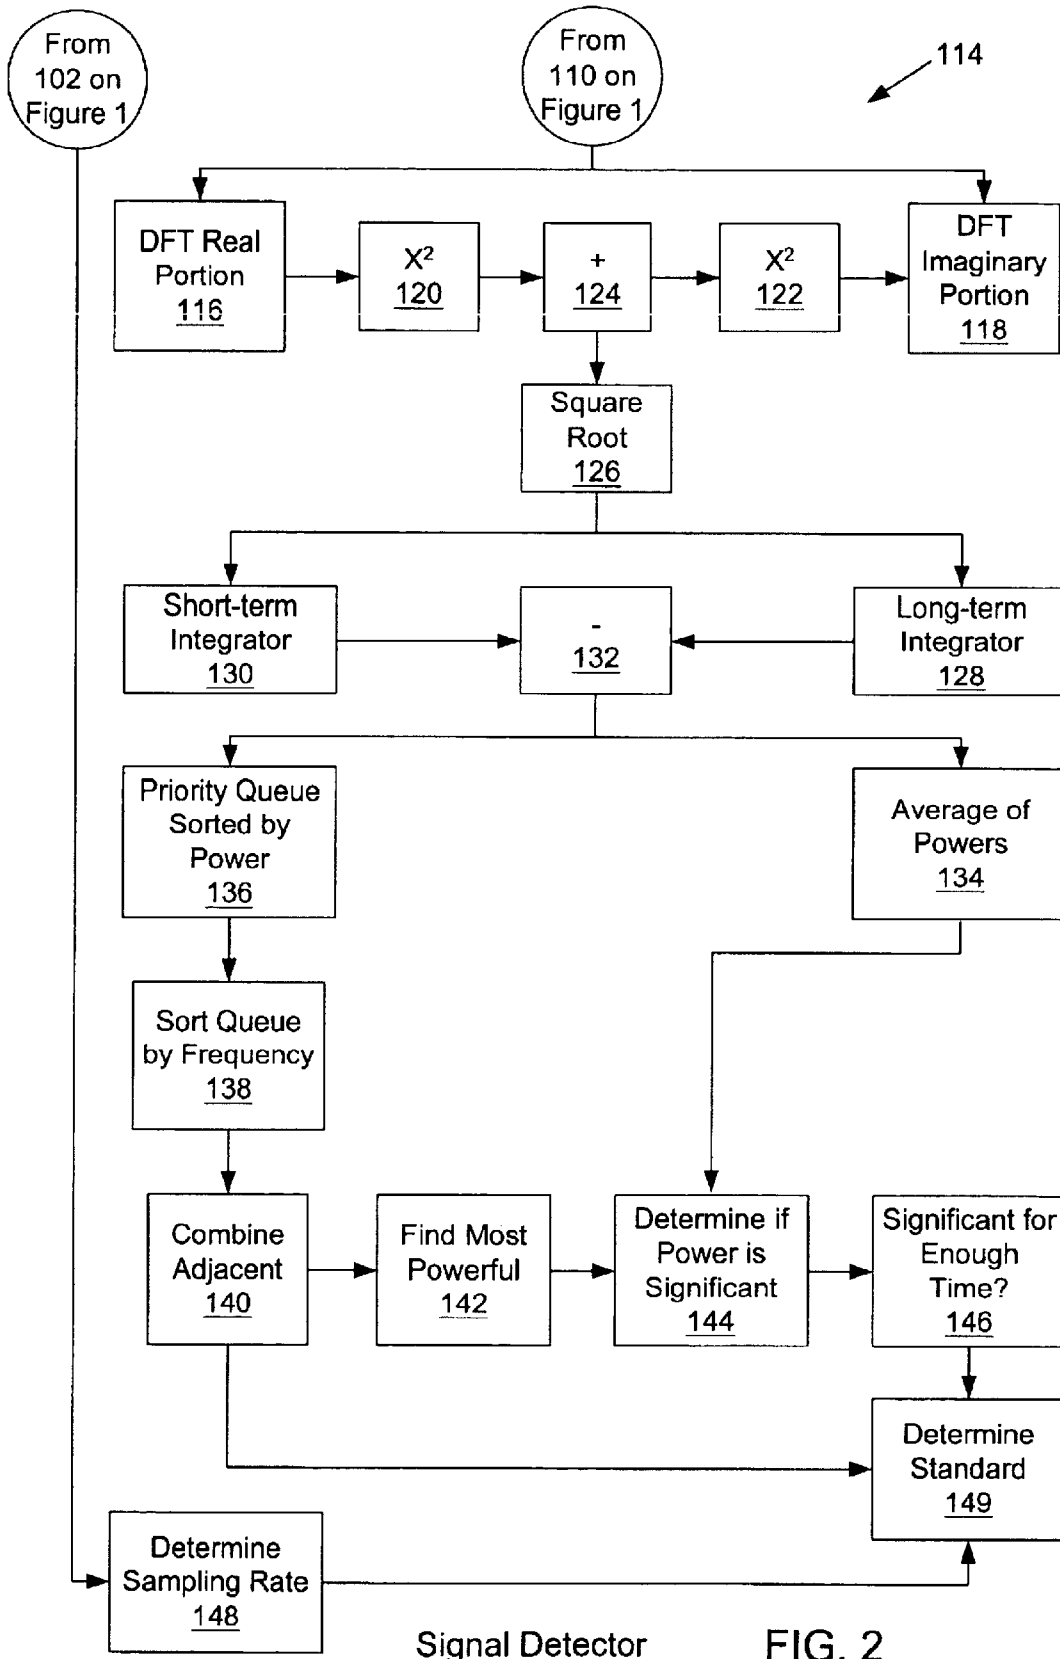 From
102 on
Figure 1
From
110 on
Figure 1
114
DFT Real
Portion
116
X²
120
+
124
X²
122
DFT
Imaginary
Portion
118
Square
Root
126
Short-term
Integrator
130
-
132
Long-term
Integrator
128
Priority Queue
Sorted by
Power
136
Average of
Powers
134
Sort Queue
by Frequency
138
Combine
Adjacent
140
Find Most
Powerful
142
Determine if
Power is
Significant
144
Significant for
Enough
Time?
146
Determine
Standard
149
Determine
Sampling Rate
148
Signal Detector
FIG. 2